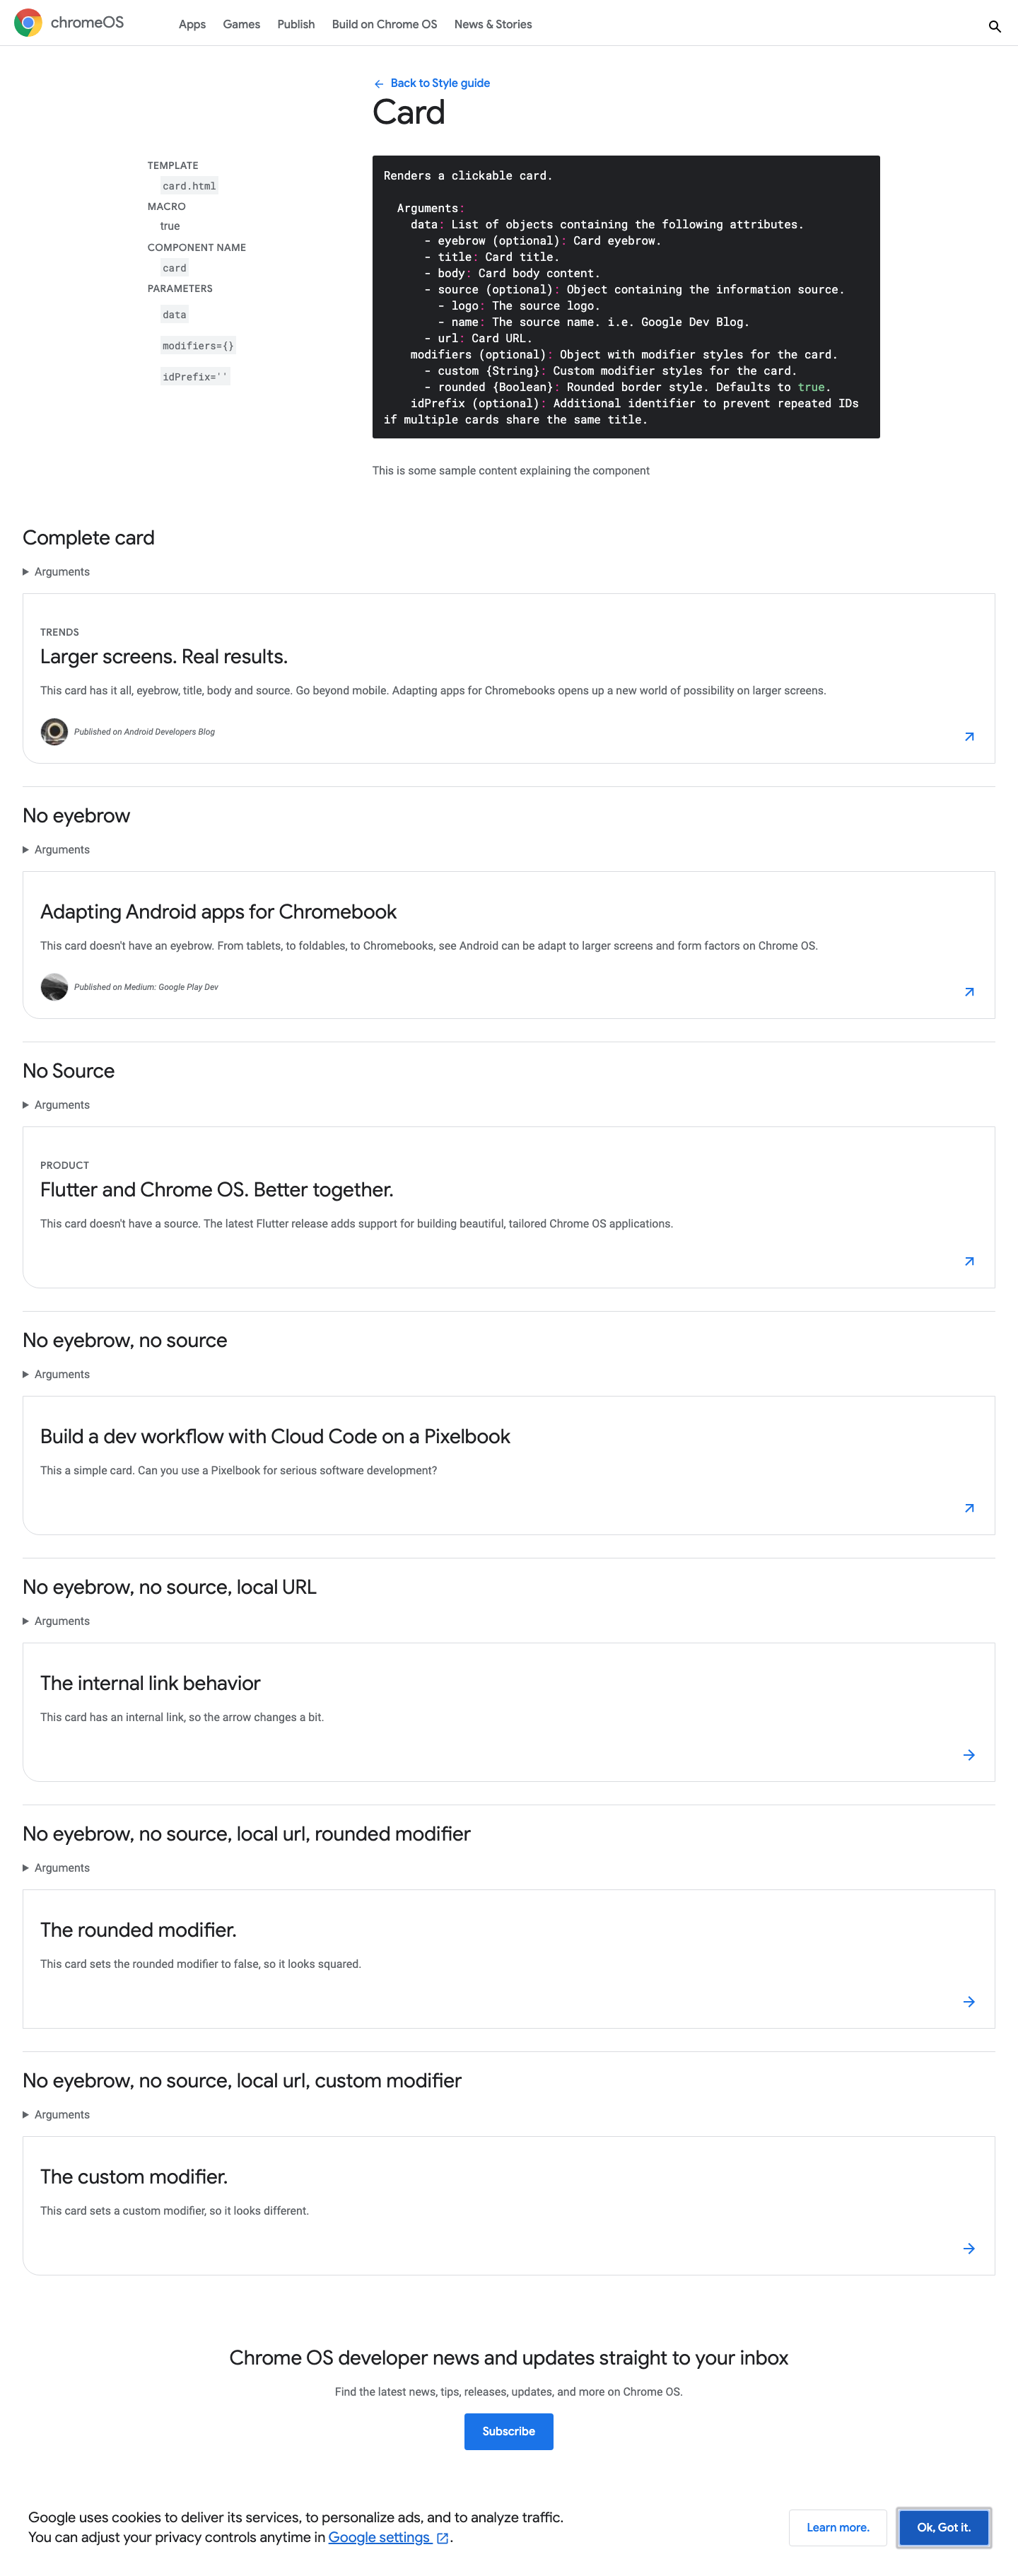 chromeOS
Apps Games Publish Build on Chrome OS News & Stories
Back to Style guide
Card
TEMPLATE
card.html
MACRO
true
COMPONENT NAME
card
PARAMETERS
data
modifiers={}
idPrefix=''
Renders a clickable card.
Arguments:
data: List of objects containing the following attributes.
- eyebrow (optional): Card eyebrow.
- title: Card title.
- body: Card body content.
- source (optional): Object containing the information source.
- logo: The source logo.
- name: The source name. i.e. Google Dev Blog.
- url: Card URL.
modifiers (optional): Object with modifier styles for the card.
- custom {String}: Custom modifier styles for the card.
- rounded {Boolean}: Rounded border style. Defaults to true.
idPrefix (optional): Additional identifier to prevent repeated IDs
if multiple cards share the same title.
This is some sample content explaining the component
Complete card
Arguments
TRENDS
Larger screens. Real results.
This card has it all, eyebrow, title, body and source. Go beyond mobile. Adapting apps for Chromebooks opens up a new world of possibility on larger screens.
Published on Android Developers Blog
No eyebrow
Arguments
Adapting Android apps for Chromebook
This card doesn't have an eyebrow. From tablets, to foldables, to Chromebooks, see Android can be adapt to larger screens and form factors on Chrome OS.
Published on Medium: Google Play Dev
No Source
Arguments
PRODUCT
Flutter and Chrome OS. Better together.
This card doesn't have a source. The latest Flutter release adds support for building beautiful, tailored Chrome OS applications.
No eyebrow, no source
Arguments
Build a dev workflow with Cloud Code on a Pixelbook
This a simple card. Can you use a Pixelbook for serious software development?
No eyebrow, no source, local URL
Arguments
The internal link behavior
This card has an internal link, so the arrow changes a bit.
No eyebrow, no source, local url, rounded modifier
Arguments
The rounded modifier.
This card sets the rounded modifier to false, so it looks squared.
No eyebrow, no source, local url, custom modifier
Arguments
The custom modifier.
This card sets a custom modifier, so it looks different.
Chrome OS developer news and updates straight to your inbox
Find the latest news, tips, releases, updates, and more on Chrome OS.
Subscribe
Google uses cookies to deliver its services, to personalize ads, and to analyze traffic.
You can adjust your privacy controls anytime in Google settings .
Learn more. Ok, Got it.